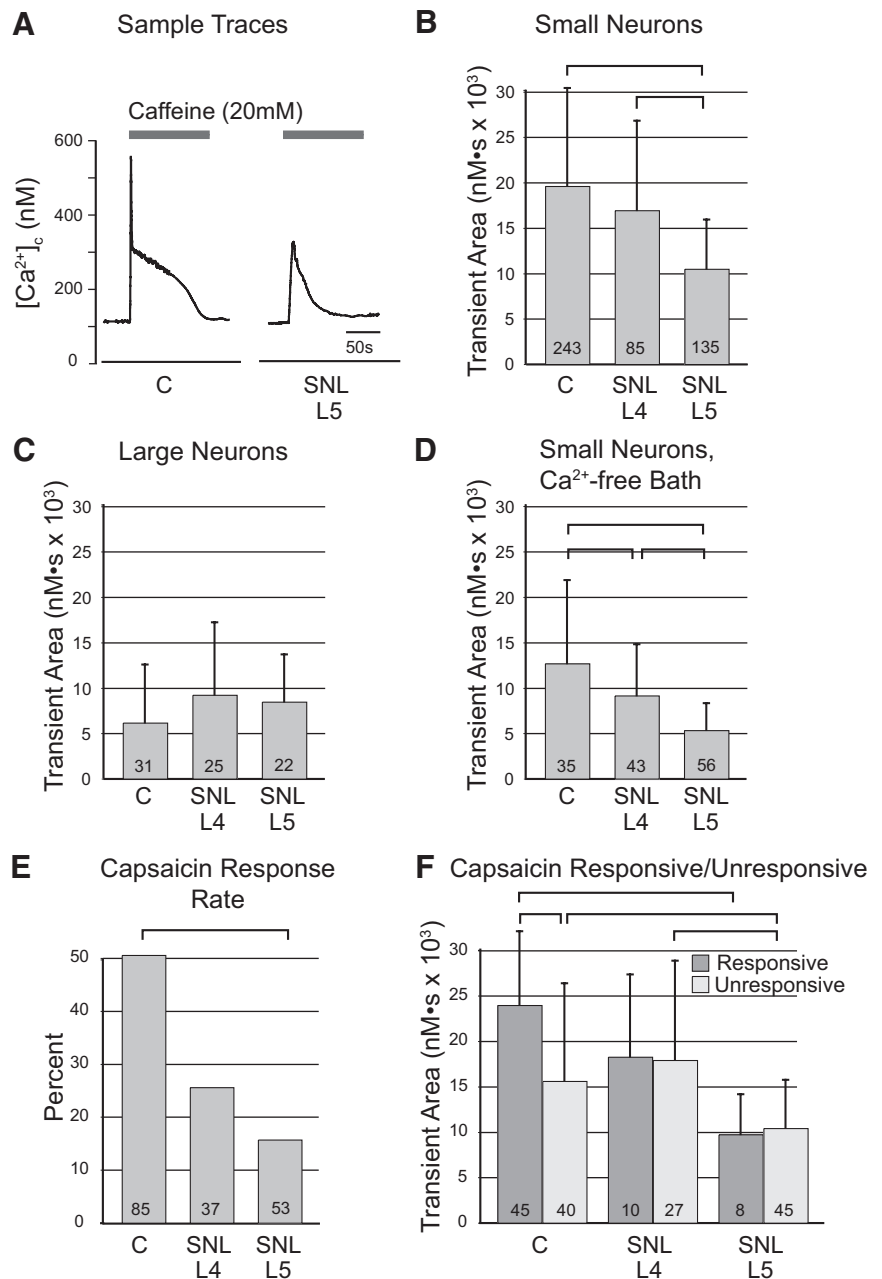 A
Sample Traces
Caffeine (20mM)
[Ca²⁺]c (nM)
600
400
200
0
50s
C
SNL
L5
B
Small Neurons
Transient Area (nM•s x 10³)
30
25
20
15
10
5
0
243
85
135
C
SNL
L4
SNL
L5
C
Large Neurons
Transient Area (nM•s x 10³)
30
25
20
15
10
5
0
31
25
22
C
SNL
L4
SNL
L5
D
Small Neurons,
Ca²⁺-free Bath
Transient Area (nM•s x 10³)
30
25
20
15
10
5
0
35
43
56
C
SNL
L4
SNL
L5
E
Capsaicin Response
Rate
Percent
50
40
30
20
10
0
85
37
53
C
SNL
L4
SNL
L5
F
Capsaicin Responsive/Unresponsive
Transient Area (nM•s x 10³)
30
25
20
15
10
5
0
Responsive
Unresponsive
45
40
10
27
8
45
C
SNL
L4
SNL
L5